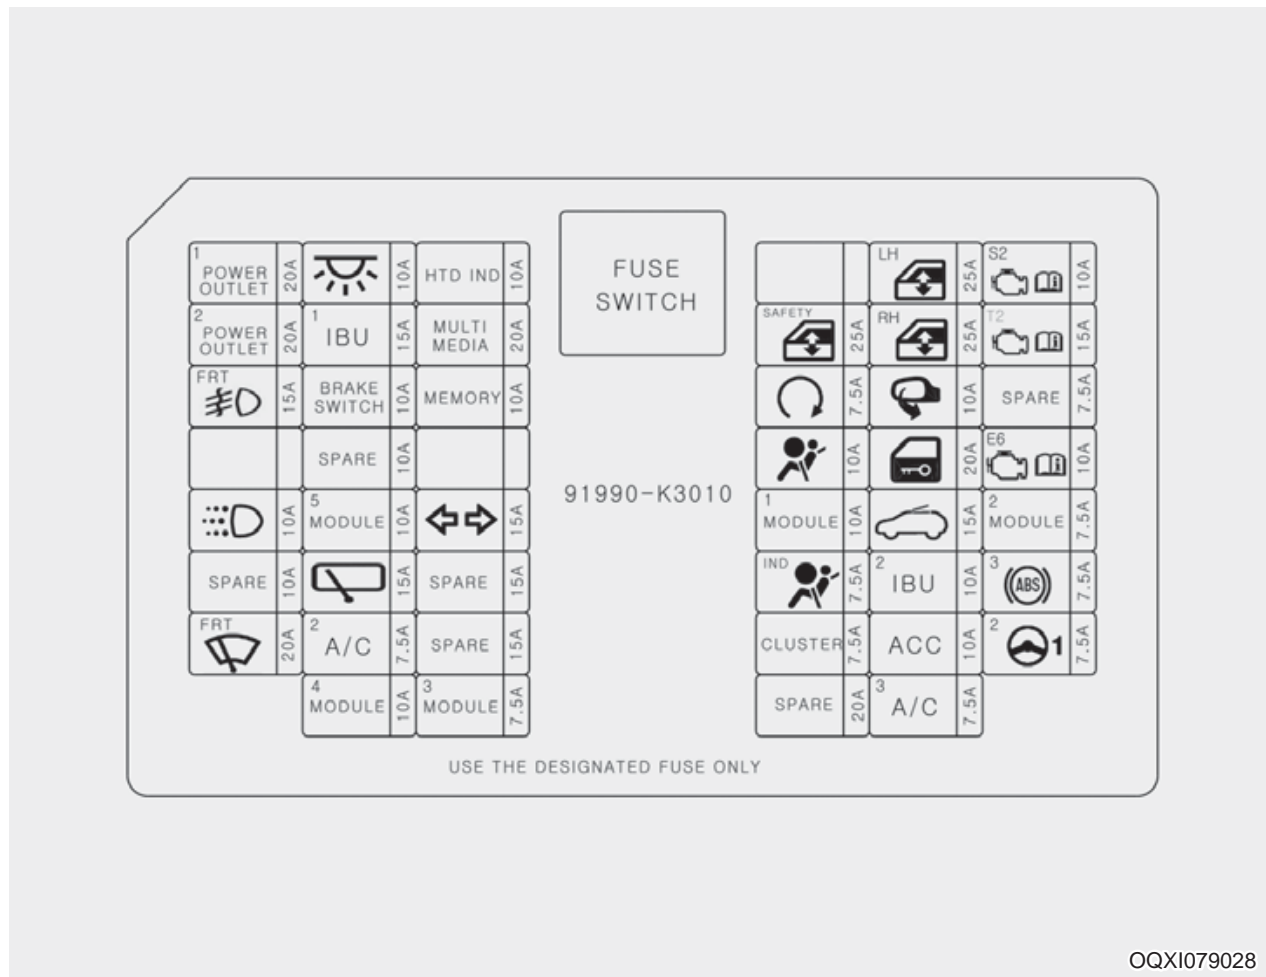 1
POWER
OUTLET
20A
10A
HTD IND
10A
2
POWER
OUTLET
20A
1
IBU
15A
MULTI
MEDIA
20A
FRT
15A
BRAKE
SWITCH
10A
MEMORY
10A
SPARE
10A
10A
5
MODULE
10A
15A
SPARE
10A
15A
SPARE
15A
FRT
20A
2
A/C
7.5A
SPARE
15A
4
MODULE
10A
3
MODULE
7.5A
FUSE
SWITCH
91990-K3010
LH
25A
S2
10A
SAFETY
25A
RH
25A
T2
15A
7.5A
10A
SPARE
7.5A
10A
20A
E6
10A
1
MODULE
10A
15A
2
MODULE
7.5A
IND
7.5A
2
IBU
10A
3
ABS
7.5A
CLUSTER
7.5A
ACC
10A
2
1
7.5A
SPARE
20A
3
A/C
7.5A
USE THE DESIGNATED FUSE ONLY
OQXI079028